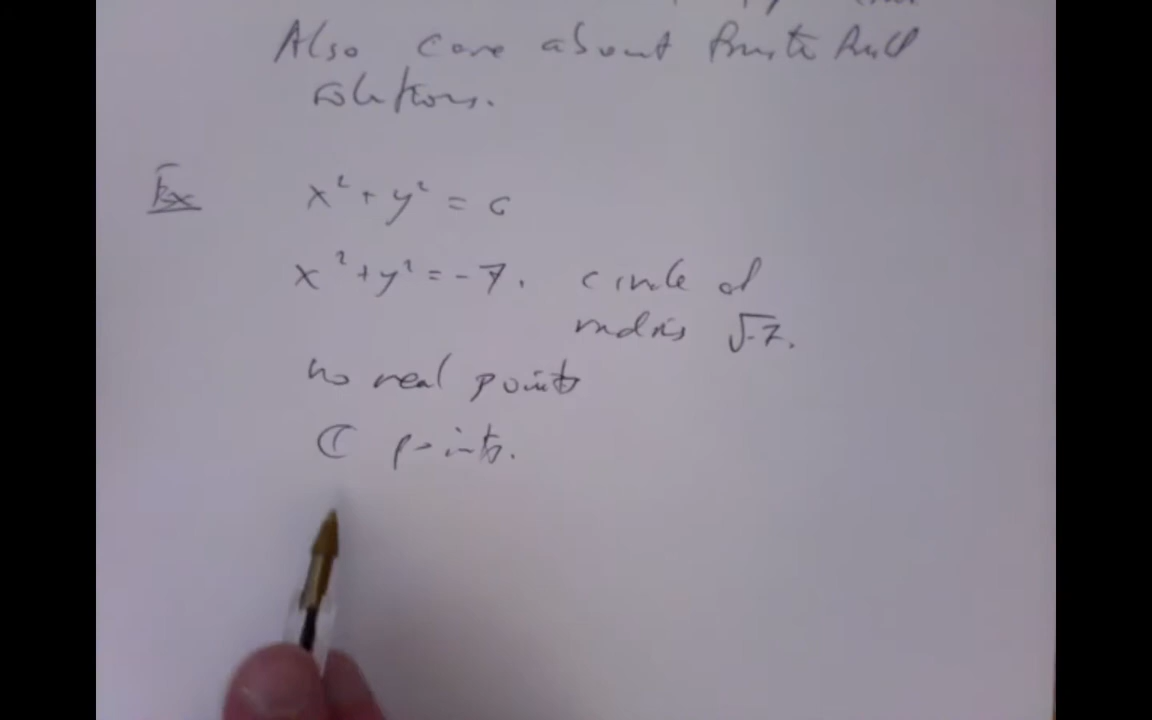 Also care about finite field
solutions.
Ex x² + y² = c
x² + y² = -7. circle of
radius √-7.
no real points
ℂ points.